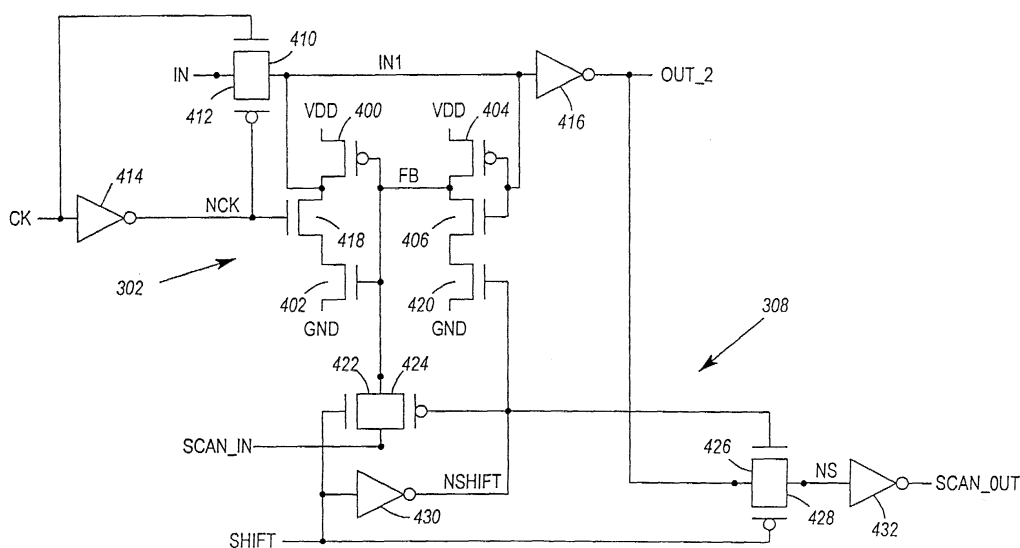 410
IN
IN1
OUT_2
412
416
VDD
400
VDD
404
414
FB
CK
NCK
418
406
302
402
420
308
GND
GND
422
424
SCAN_IN
426
NS
SCAN_OUT
NSHIFT
428
432
430
SHIFT